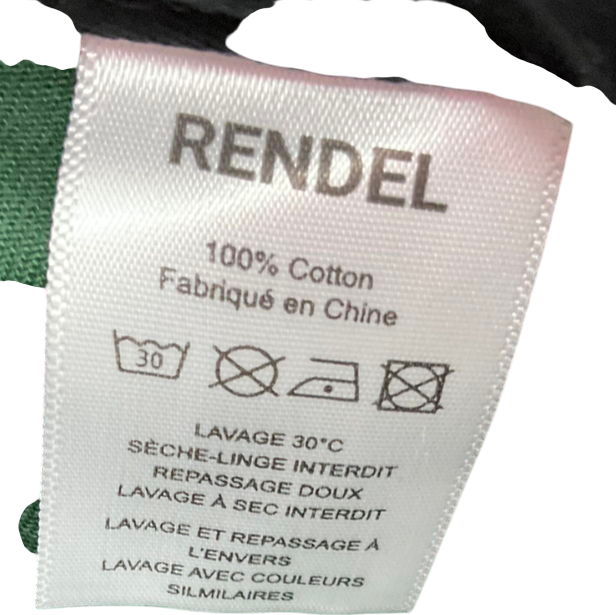 RENDEL
100% Cotton
Fabriqué en Chine
30
LAVAGE 30°C
SÈCHE-LINGE INTERDIT
REPASSAGE DOUX
LAVAGE À SEC INTERDIT
LAVAGE ET REPASSAGE À
L'ENVERS
LAVAGE AVEC COULEURS
SILMILAIRES